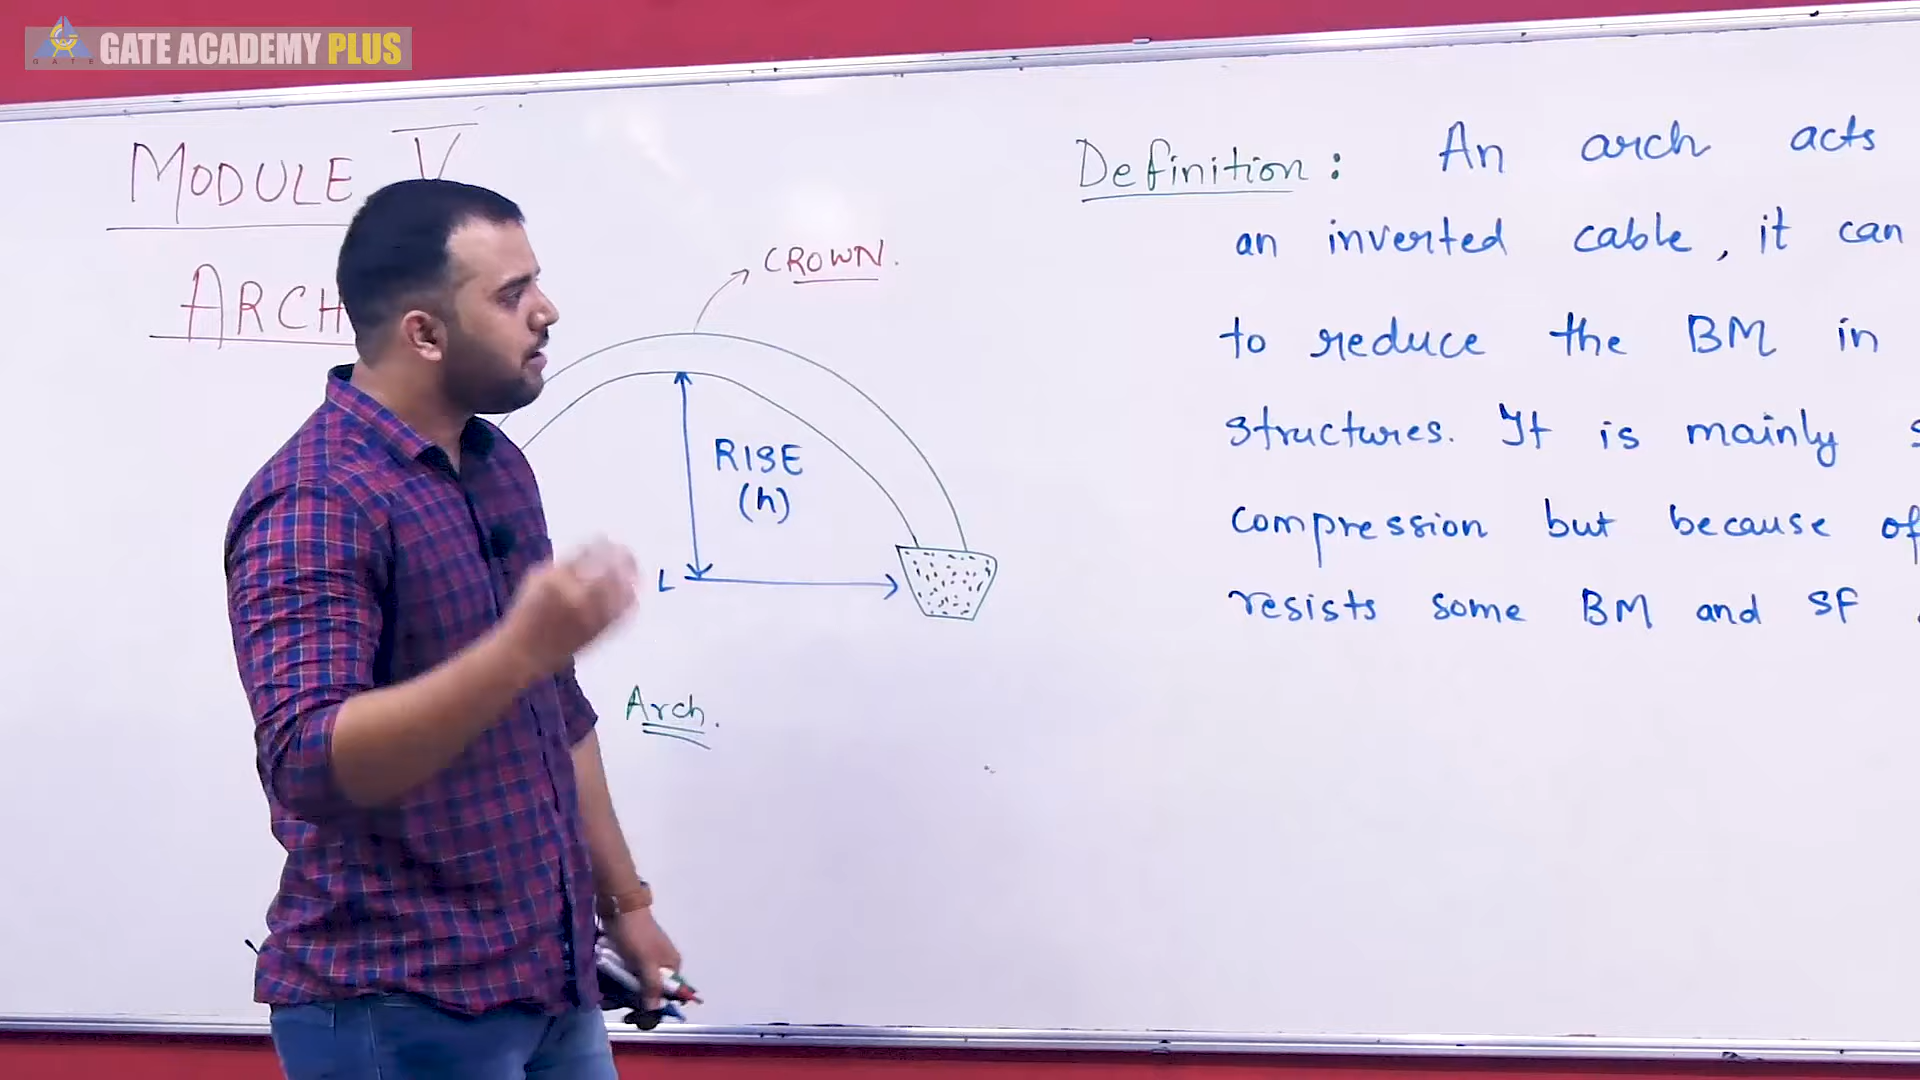 GATE ACADEMY PLUS
GATE
MODULE V
ARCH
CROWN.
RISE
(h)
L
Arch.
Definition : An arch acts
an inverted cable, it can
to reduce the BM in
structures. It is mainly
compression but because of
resists some BM and SF